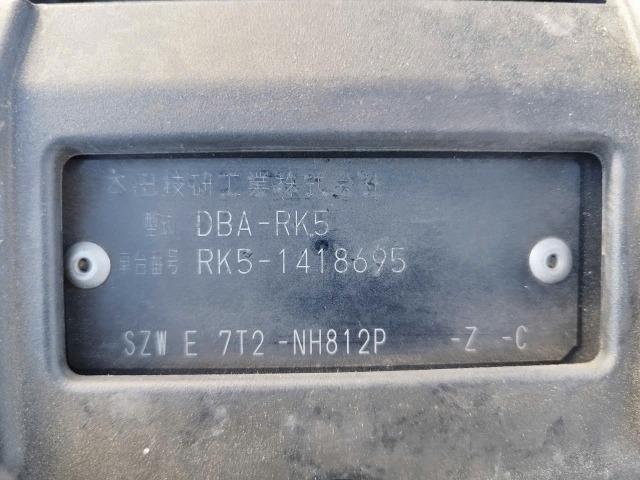 本田技研工業株式会社
型式 DBA-RK5
車台番号 RK5-1418695
SZW E 7T2 -NH812P -Z -C